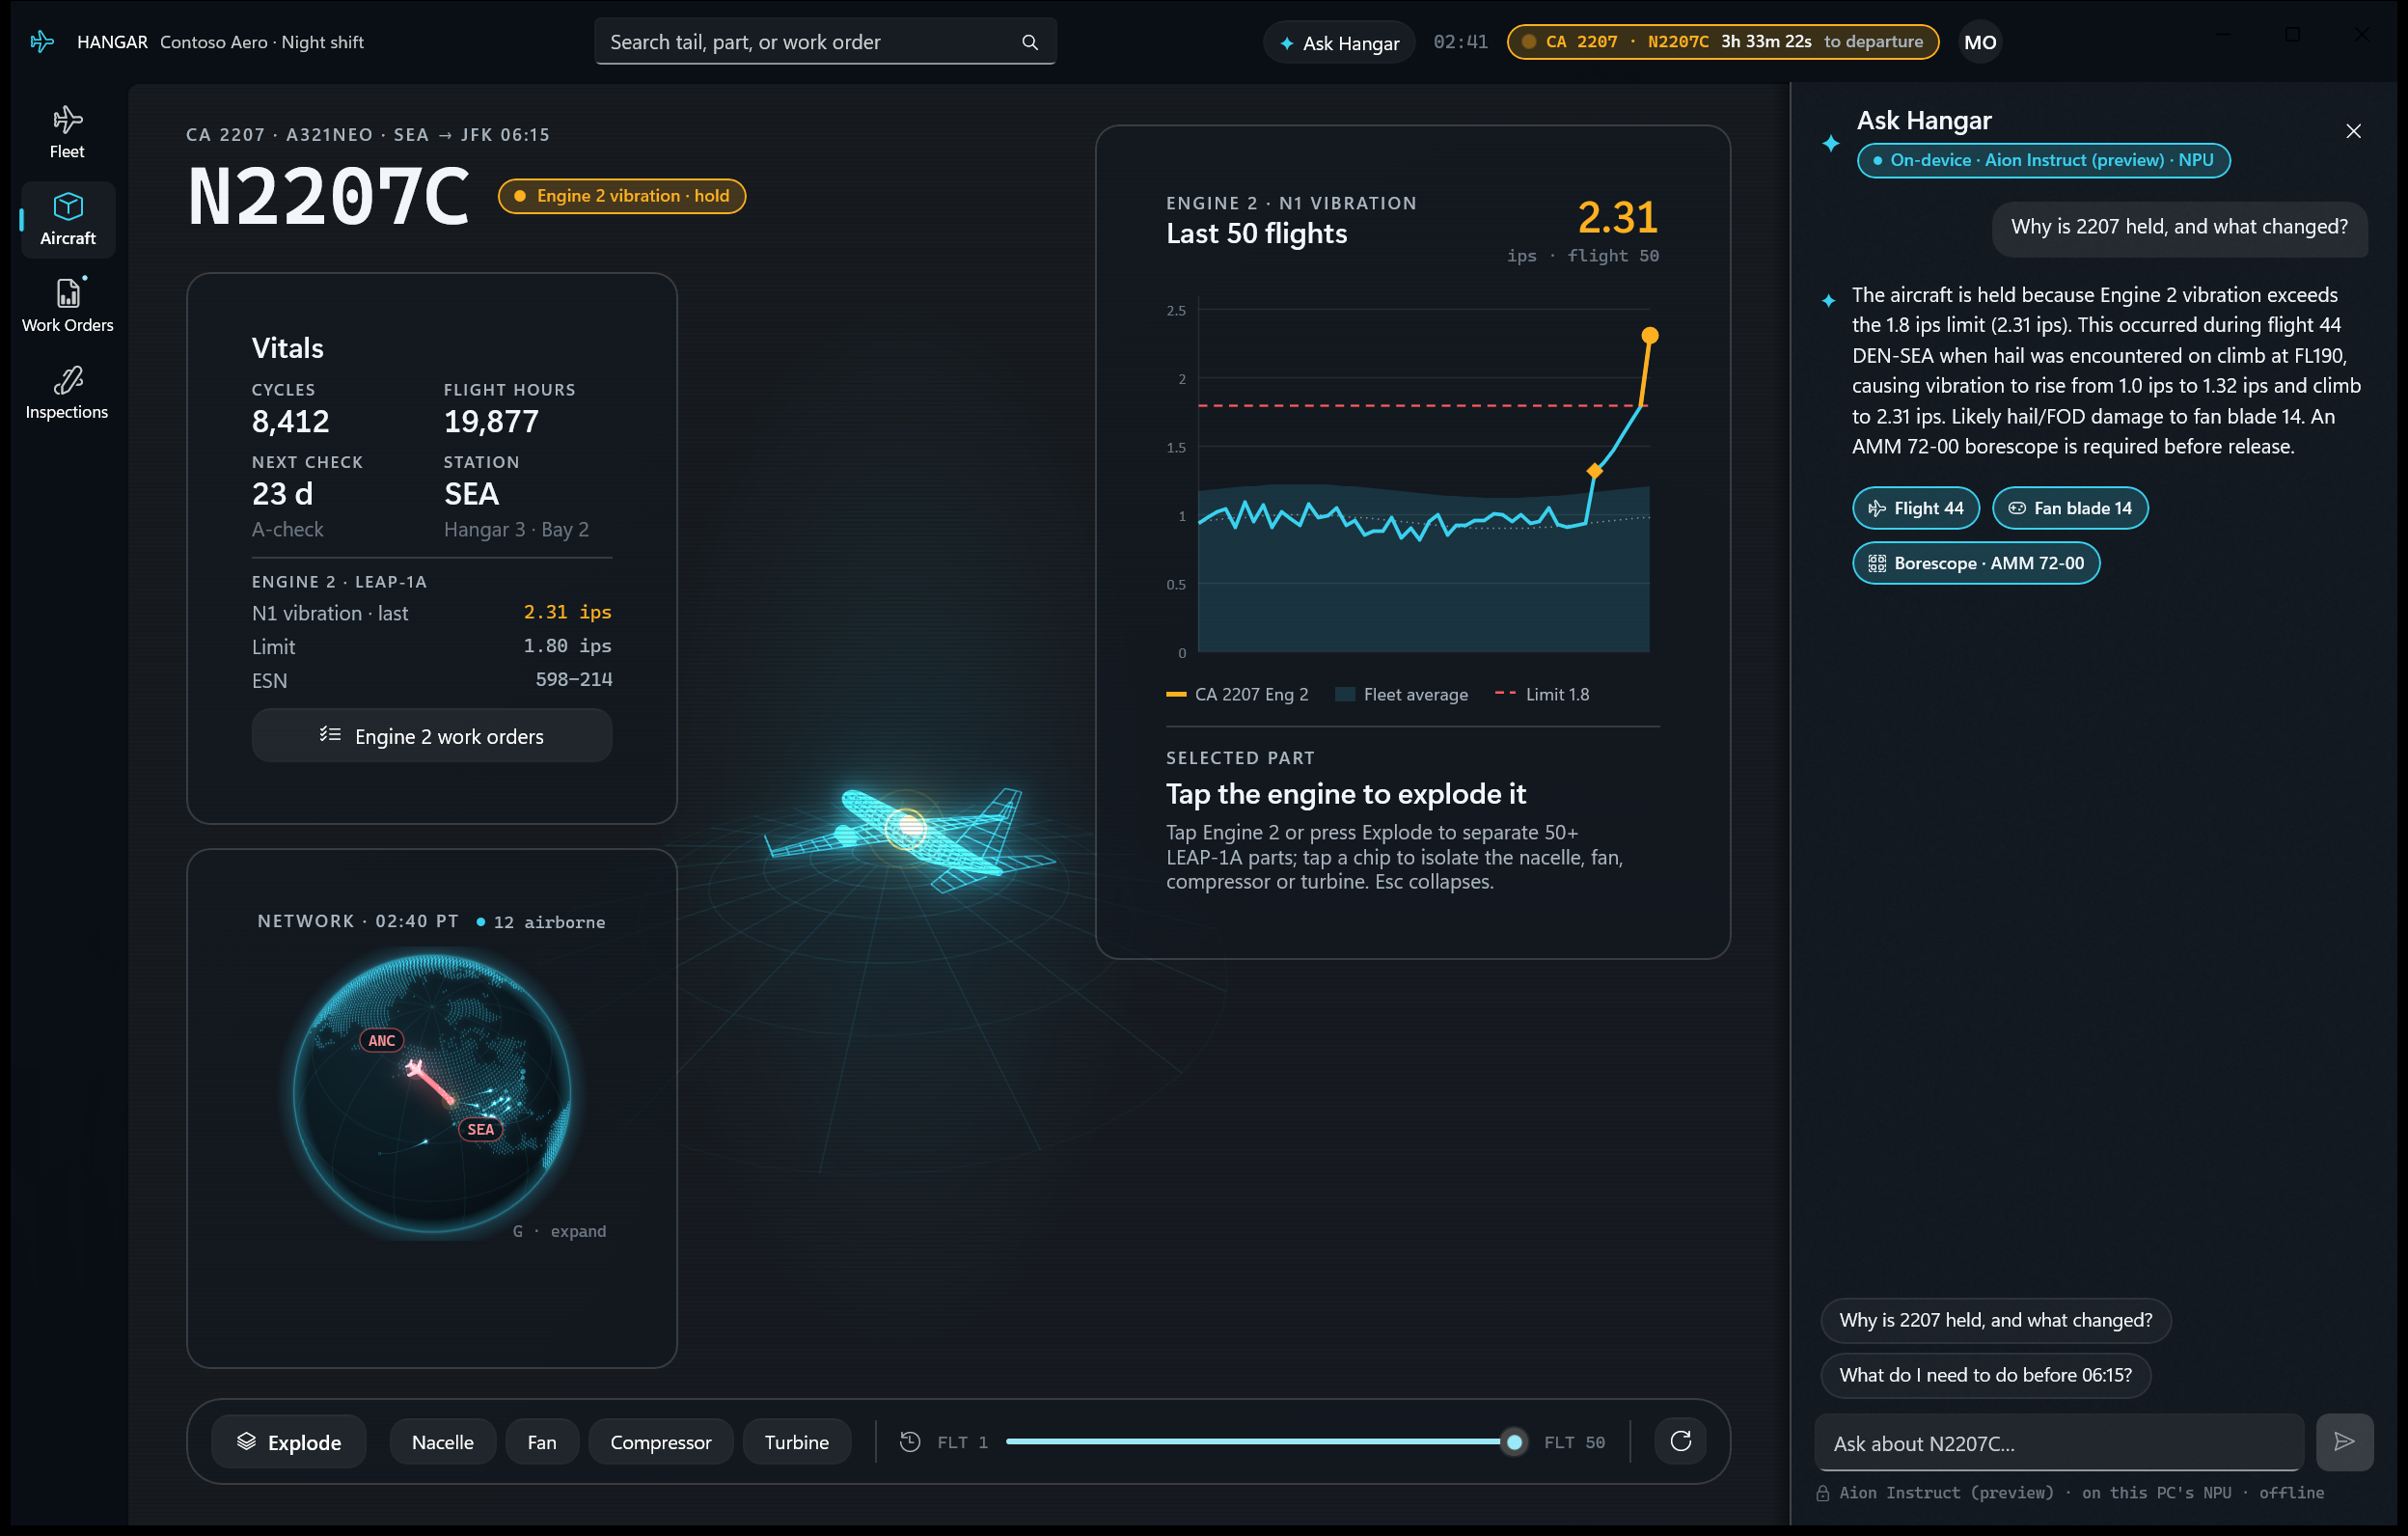 HANGAR Contoso Aero · Night shift
Search tail, part, or work order
Ask Hangar
02:41
CA 2207 · N2207C 3h 33m 22s to departure
MO
Fleet
Aircraft
Work Orders
Inspections
CA 2207 · A321NEO · SEA → JFK 06:15
N2207C
Engine 2 vibration · hold
Vitals
CYCLES
8,412
FLIGHT HOURS
19,877
NEXT CHECK
23 d
A-check
STATION
SEA
Hangar 3 · Bay 2
ENGINE 2 · LEAP-1A
N1 vibration · last 2.31 ips
Limit 1.80 ips
ESN 598-214
Engine 2 work orders
NETWORK · 02:40 PT
12 airborne
ANC
SEA
G · expand
ENGINE 2 · N1 VIBRATION
Last 50 flights
2.31
ips · flight 50
2.5
2
1.5
1
0.5
0
CA 2207 Eng 2
Fleet average
Limit 1.8
SELECTED PART
Tap the engine to explode it
Tap Engine 2 or press Explode to separate 50+
LEAP-1A parts; tap a chip to isolate the nacelle, fan,
compressor or turbine. Esc collapses.
Explode
Nacelle
Fan
Compressor
Turbine
FLT 1
FLT 50
Ask Hangar
On-device · Aion Instruct (preview) · NPU
Why is 2207 held, and what changed?
The aircraft is held because Engine 2 vibration exceeds
the 1.8 ips limit (2.31 ips). This occurred during flight 44
DEN-SEA when hail was encountered on climb at FL190,
causing vibration to rise from 1.0 ips to 1.32 ips and climb
to 2.31 ips. Likely hail/FOD damage to fan blade 14. An
AMM 72-00 borescope is required before release.
Flight 44
Fan blade 14
Borescope · AMM 72-00
Why is 2207 held, and what changed?
What do I need to do before 06:15?
Ask about N2207C...
Aion Instruct (preview) · on this PC's NPU · offline